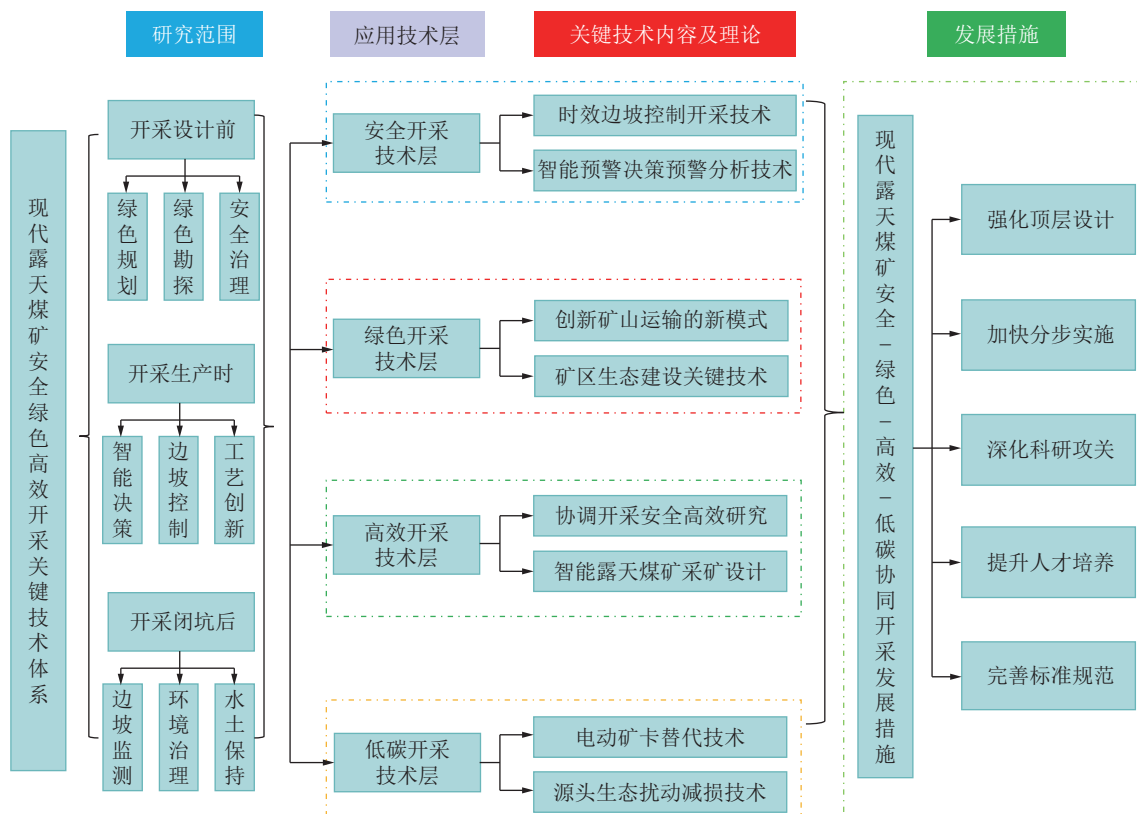 研究范围
应用技术层
关键技术内容及理论
发展措施
现代露天煤矿安全绿色高效开采关键技术体系
开采设计前
绿色规划
绿色勘探
安全治理
开采生产时
智能决策
边坡控制
工艺创新
开采闭坑后
边坡监测
环境治理
水土保持
安全开采
技术层
时效边坡控制开采技术
智能预警决策预警分析技术
绿色开采
技术层
创新矿山运输的新模式
矿区生态建设关键技术
高效开采
技术层
协调开采安全高效研究
智能露天煤矿采矿设计
低碳开采
技术层
电动矿卡替代技术
源头生态扰动减损技术
现代露天煤矿安全–绿色–高效–低碳协同开采发展措施
强化顶层设计
加快分步实施
深化科研攻关
提升人才培养
完善标准规范